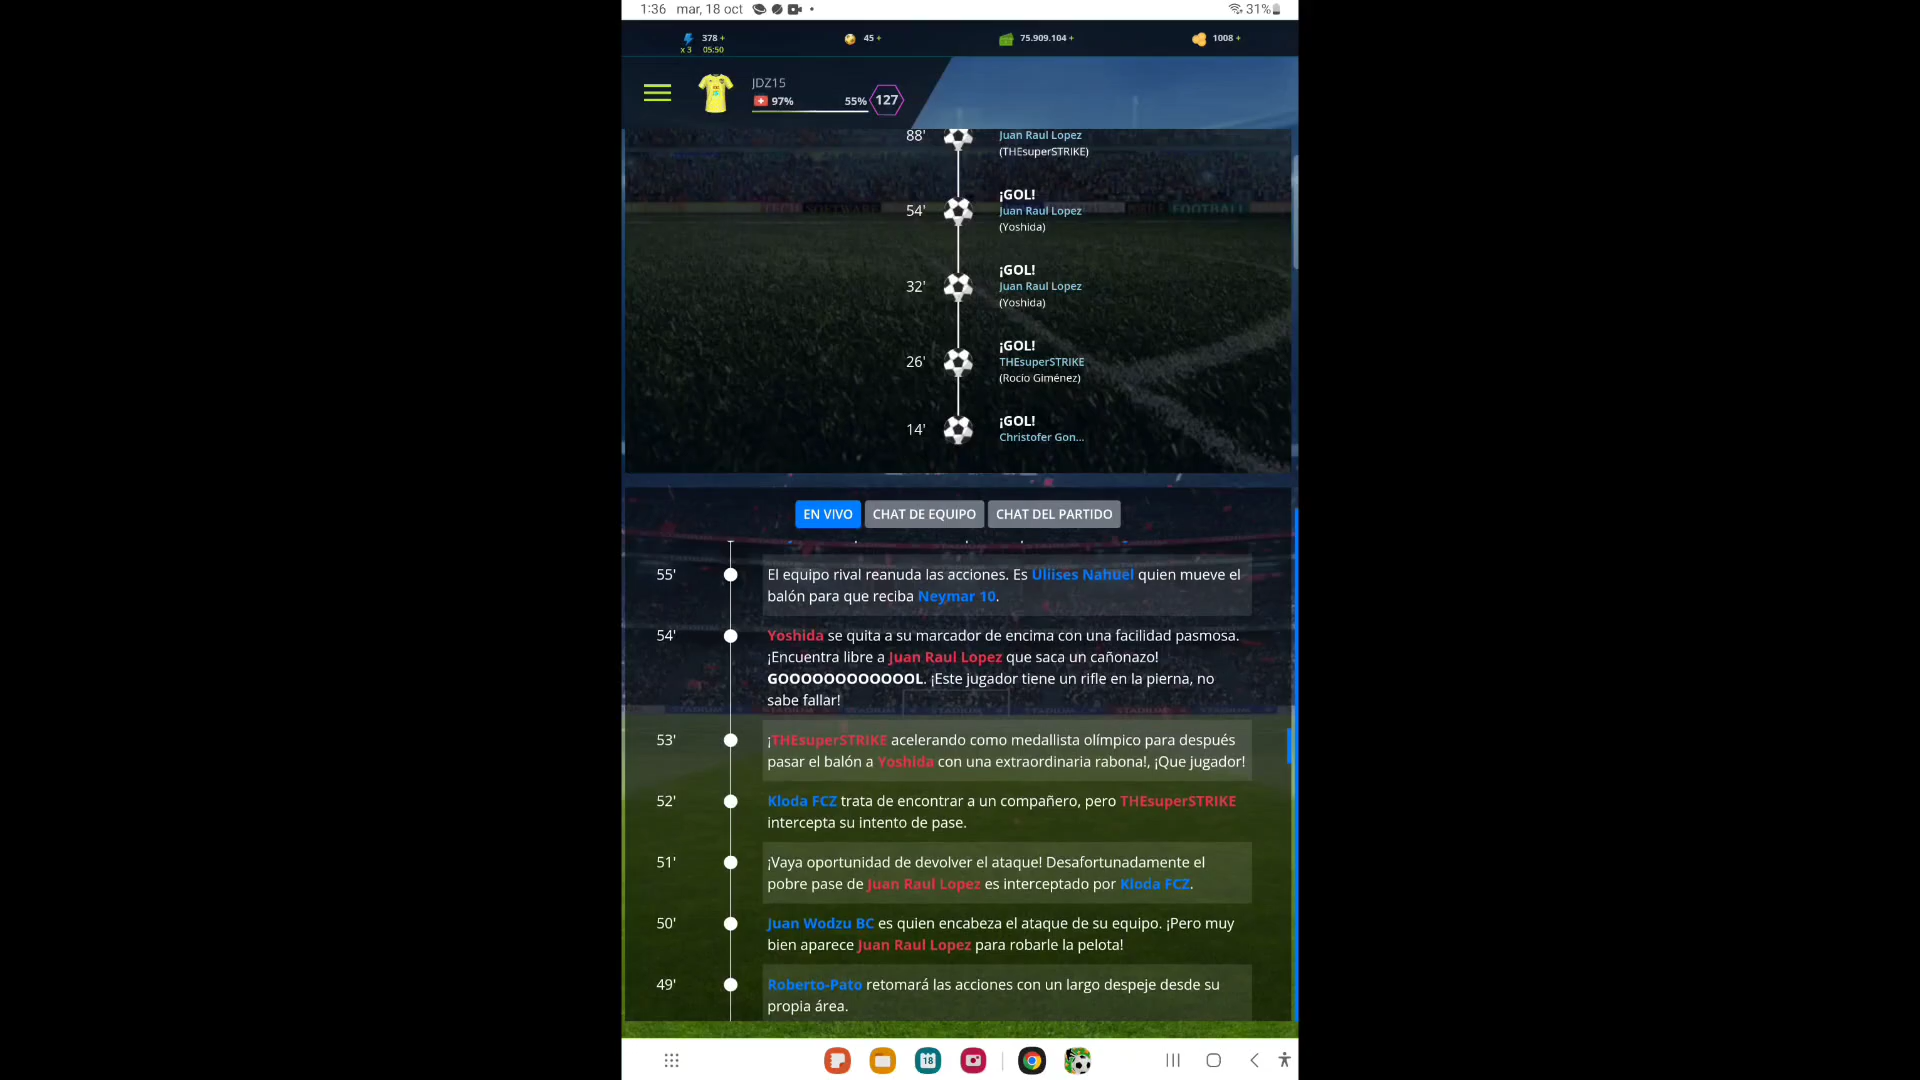 1:36 mar, 18 oct
31%
378 +
x 3 05:50
45 +
75.909.104 +
1008 +
JDZ15
97% 55% 127
88' Juan Raul Lopez
(THEsuperSTRIKE)
¡GOL!
54' Juan Raul Lopez
(Yoshida)
¡GOL!
32' Juan Raul Lopez
(Yoshida)
¡GOL!
26' THEsuperSTRIKE
(Rocío Giménez)
¡GOL!
14' Christofer Gon...
EN VIVO CHAT DE EQUIPO CHAT DEL PARTIDO
55' El equipo rival reanuda las acciones. Es Uliises Nahuel quien mueve el
balón para que reciba Neymar 10.
54' Yoshida se quita a su marcador de encima con una facilidad pasmosa.
¡Encuentra libre a Juan Raul Lopez que saca un cañonazo!
GOOOOOOOOOOOOL. ¡Este jugador tiene un rifle en la pierna, no
sabe fallar!
53' ¡THEsuperSTRIKE acelerando como medallista olímpico para después
pasar el balón a Yoshida con una extraordinaria rabona!, ¡Que jugador!
52' Kloda FCZ trata de encontrar a un compañero, pero THEsuperSTRIKE
intercepta su intento de pase.
51' ¡Vaya oportunidad de devolver el ataque! Desafortunadamente el
pobre pase de Juan Raul Lopez es interceptado por Kloda FCZ.
50' Juan Wodzu BC es quien encabeza el ataque de su equipo. ¡Pero muy
bien aparece Juan Raul Lopez para robarle la pelota!
49' Roberto-Pato retomará las acciones con un largo despeje desde su
propia área.
18